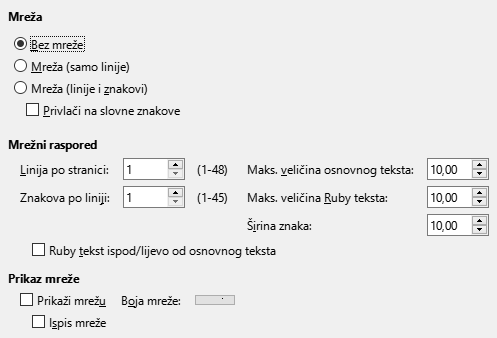 Mreža
Bez mreže
Mreža (samo linije)
Mreža (linije i znakovi)
Privlači na slovne znakove
Mrežni raspored
Linija po stranici: 1 (1-48) Maks. veličina osnovnog teksta: 10,00
Znakova po liniji: 1 (1-45) Maks. veličina Ruby teksta: 10,00
Širina znaka: 10,00
Ruby tekst ispod/lijevo od osnovnog teksta
Prikaz mreže
Prikaži mrežu Boja mreže:
Ispis mreže